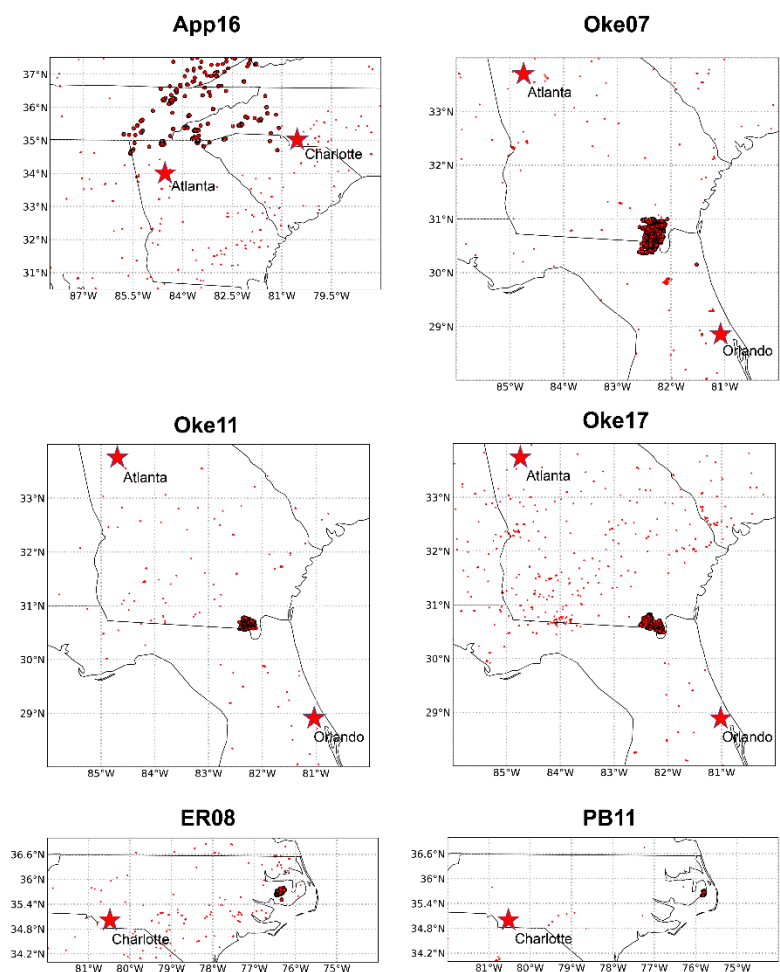 App16
37°N
36°N
35°N
34°N
33°N
32°N
31°N
87°W 85.5°W 84°W 82.5°W 81°W 79.5°W
Charlotte
Atlanta
Oke07
33°N
32°N
31°N
30°N
29°N
85°W 84°W 83°W 82°W 81°W
Atlanta
Orlando
Oke11
33°N
32°N
31°N
30°N
29°N
85°W 84°W 83°W 82°W 81°W
Atlanta
Orlando
Oke17
33°N
32°N
31°N
30°N
29°N
85°W 84°W 83°W 82°W 81°W
Atlanta
Orlando
ER08
36.6°N
36°N
35.4°N
34.8°N
34.2°N
81°W 80°W 79°W 78°W 77°W 76°W 75°W
Charlotte
PB11
36.6°N
36°N
35.4°N
34.8°N
34.2°N
81°W 80°W 79°W 78°W 77°W 76°W 75°W
Charlotte